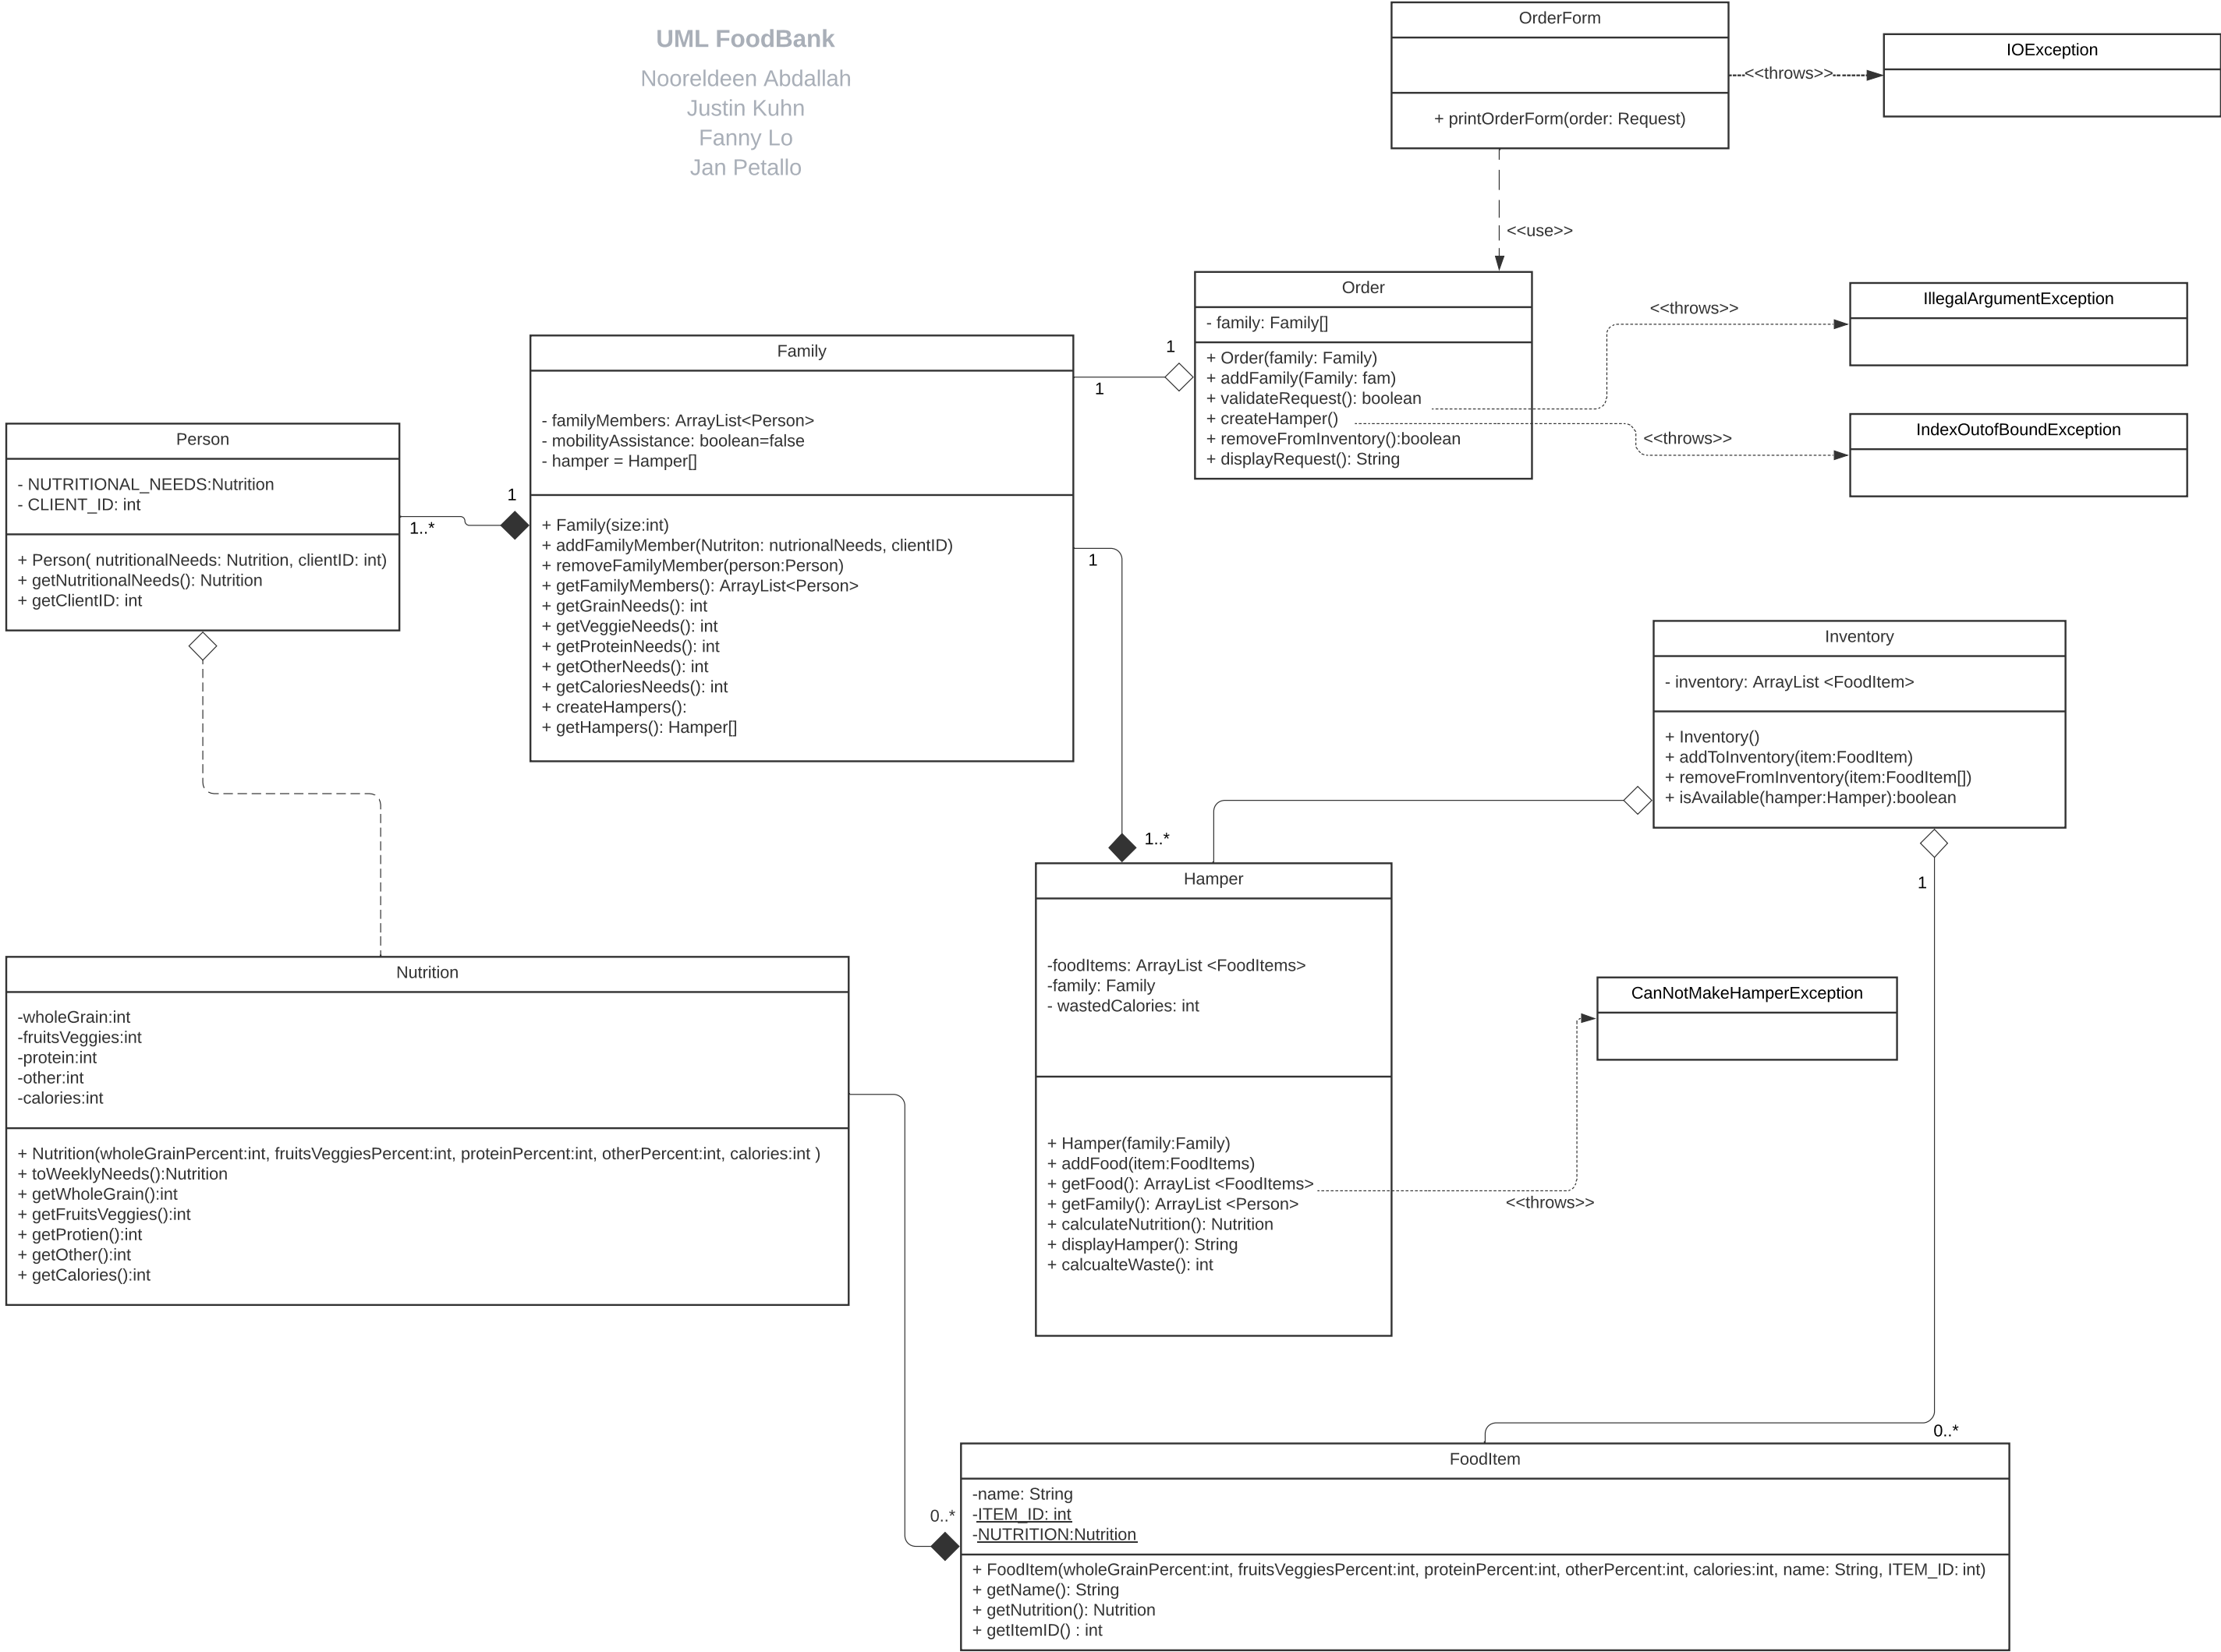 UML FoodBank
Nooreldeen Abdallah
Justin Kuhn
Fanny Lo
Jan Petallo
OrderForm
+ printOrderForm(order: Request)
<<throws>>
IOException
<<use>>
Order
- family: Family[]
+ Order(family: Family)
+ addFamily(Family: fam)
+ validateRequest(): boolean
+ createHamper()
+ removeFromInventory():boolean
+ displayRequest(): String
<<throws>>
IllegalArgumentException
<<throws>>
IndexOutofBoundException
1
1
Family
- familyMembers: ArrayList<Person>
- mobilityAssistance: boolean=false
- hamper = Hamper[]
+ Family(size:int)
+ addFamilyMember(Nutriton: nutrionalNeeds, clientID)
+ removeFamilyMember(person:Person)
+ getFamilyMembers(): ArrayList<Person>
+ getGrainNeeds(): int
+ getVeggieNeeds(): int
+ getProteinNeeds(): int
+ getOtherNeeds(): int
+ getCaloriesNeeds(): int
+ createHampers():
+ getHampers(): Hamper[]
Person
- NUTRITIONAL_NEEDS:Nutrition
- CLIENT_ID: int
+ Person( nutritionalNeeds: Nutrition, clientID: int)
+ getNutritionalNeeds(): Nutrition
+ getClientID: int
1
1..*
1
1..*
Inventory
- inventory: ArrayList <FoodItem>
+ Inventory()
+ addToInventory(item:FoodItem)
+ removeFromInventory(item:FoodItem[])
+ isAvailable(hamper:Hamper):boolean
1
0..*
Hamper
-foodItems: ArrayList <FoodItems>
-family: Family
- wastedCalories: int
+ Hamper(family:Family)
+ addFood(item:FoodItems)
+ getFood(): ArrayList <FoodItems>
+ getFamily(): ArrayList <Person>
+ calculateNutrition(): Nutrition
+ displayHamper(): String
+ calcualteWaste(): int
<<throws>>
CanNotMakeHamperException
Nutrition
-wholeGrain:int
-fruitsVeggies:int
-protein:int
-other:int
-calories:int
+ Nutrition(wholeGrainPercent:int, fruitsVeggiesPercent:int, proteinPercent:int, otherPercent:int, calories:int )
+ toWeeklyNeeds():Nutrition
+ getWholeGrain():int
+ getFruitsVeggies():int
+ getProtien():int
+ getOther():int
+ getCalories():int
0..*
FoodItem
-name: String
-ITEM_ID: int
-NUTRITION:Nutrition
+ FoodItem(wholeGrainPercent:int, fruitsVeggiesPercent:int, proteinPercent:int, otherPercent:int, calories:int, name: String, ITEM_ID: int)
+ getName(): String
+ getNutrition(): Nutrition
+ getItemID() : int